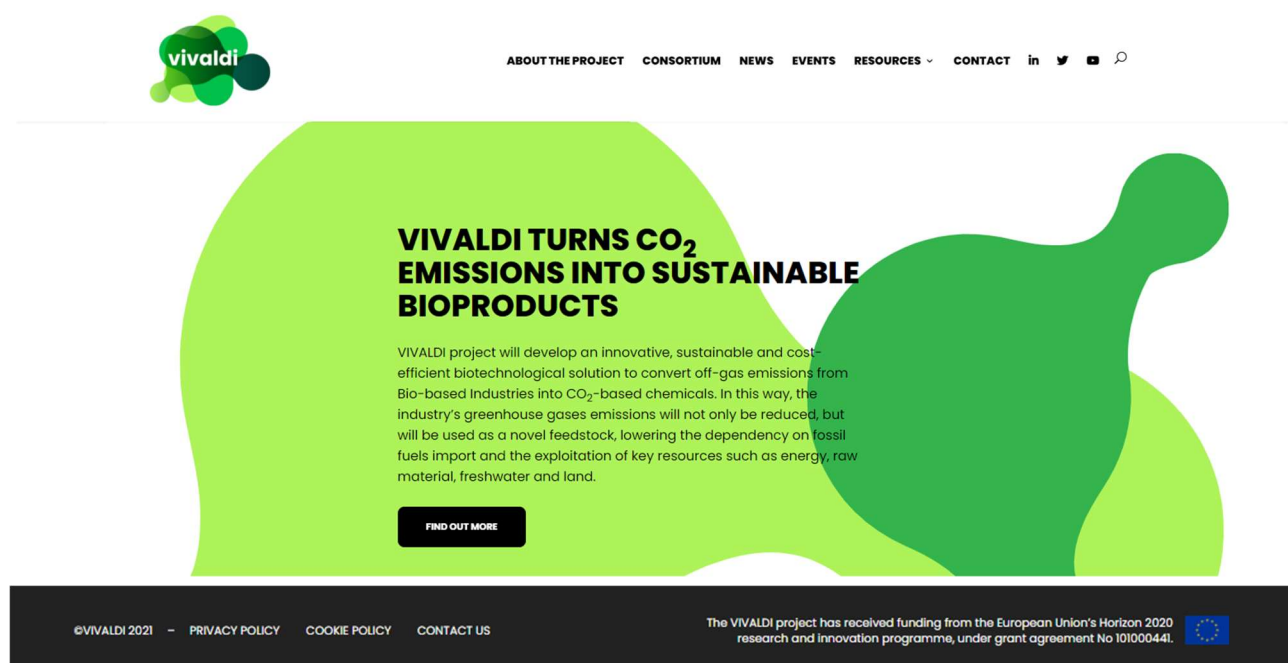 vivaldi
ABOUT THE PROJECT CONSORTIUM NEWS EVENTS RESOURCES CONTACT in
VIVALDI TURNS CO₂
EMISSIONS INTO SUSTAINABLE
BIOPRODUCTS
VIVALDI project will develop an innovative, sustainable and cost-
efficient biotechnological solution to convert off-gas emissions from
Bio-based Industries into CO₂-based chemicals. In this way, the
industry's greenhouse gases emissions will not only be reduced, but
will be used as a novel feedstock, lowering the dependency on fossil
fuels import and the exploitation of key resources such as energy, raw
material, freshwater and land.
FIND OUT MORE
©VIVALDI 2021 – PRIVACY POLICY COOKIE POLICY CONTACT US
The VIVALDI project has received funding from the European Union's Horizon 2020
research and innovation programme, under grant agreement No 101000441.